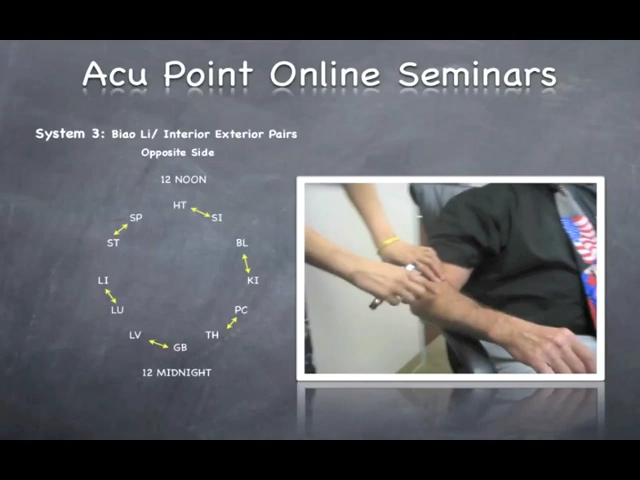 Acu Point Online Seminars
System 3: Biao Li/ Interior Exterior Pairs
Opposite Side
12 NOON
HT
SP SI
ST BL
LI KI
LU PC
LV TH
GB
12 MIDNIGHT